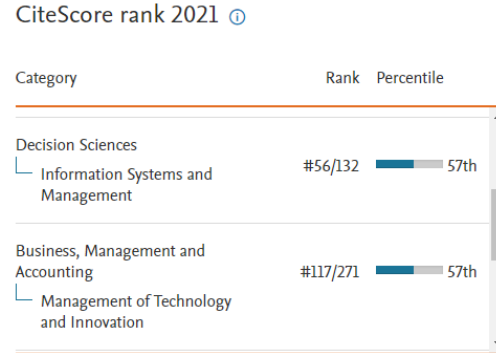 CiteScore rank 2021
Category Rank Percentile
Decision Sciences
Information Systems and
Management
#56/132 57th
Business, Management and
Accounting
Management of Technology
and Innovation
#117/271 57th